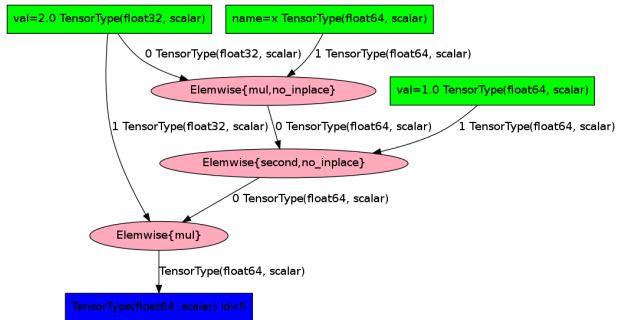 val=2.0 TensorType(float32, scalar)
name=x TensorType(float64, scalar)
0 TensorType(float32, scalar)
1 TensorType(float64, scalar)
Elemwise{mul,no_inplace}
val=1.0 TensorType(float64, scalar)
1 TensorType(float32, scalar)
0 TensorType(float64, scalar)
1 TensorType(float64, scalar)
Elemwise{second,no_inplace}
0 TensorType(float64, scalar)
Elemwise{mul}
TensorType(float64, scalar)
TensorType(float64, scalar) id=5